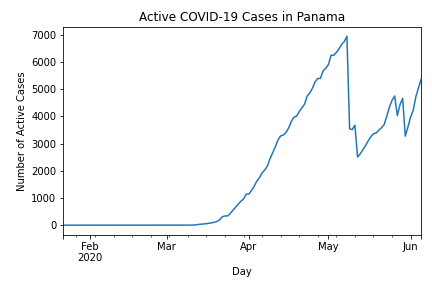 Active COVID-19 Cases in Panama
Number of Active Cases
7000
6000
5000
4000
3000
2000
1000
0
Feb
2020
Mar
Apr
May
Jun
Day